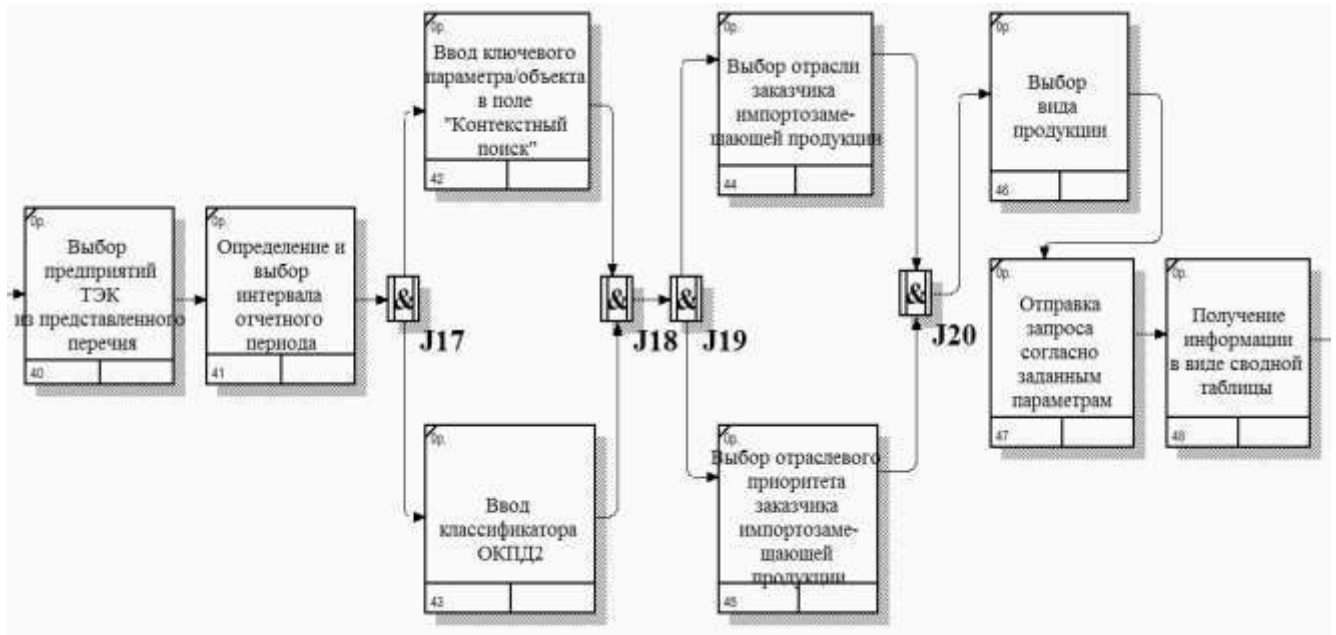 0р.
Выбор
предприятий
ТЭК
из представленного
перечня
40
0р.
Определение и
выбор
интервала
отчетного
периода
41
&
J17
0р.
Ввод ключевого
параметра/объекта
в поле
"Контекстный
поиск"
42
0р.
Ввод
классификатора
ОКПД2
43
&
J18
&
J19
0р.
Выбор отрасли
заказчика
импортозаме-
щающей продукции
44
0р.
Выбор отраслевого
приоритета
заказчика
импортозаме-
щающей
продукции
45
&
J20
0р.
Выбор
вида
продукции
46
0р.
Отправка
запроса
согласно
заданным
параметрам
47
0р.
Получение
информации
в виде сводной
таблицы
48